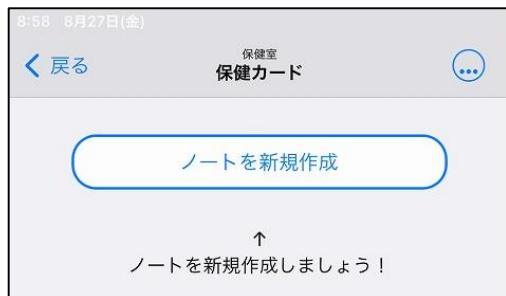 8:58 8月27日(金)
戻る
保健室
保健カード
ノートを新規作成
↑
ノートを新規作成しましょう！